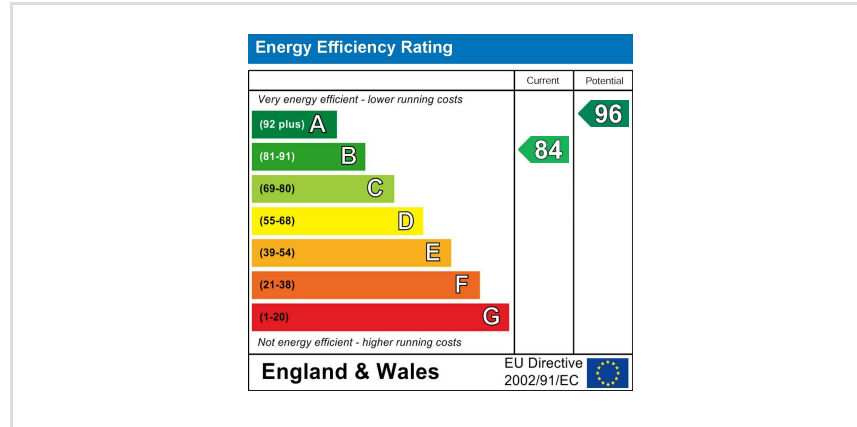 Energy Efficiency Rating
Current Potential
Very energy efficient - lower running costs
(92 plus) A
96
(81-91) B
84
(69-80) C
(55-68) D
(39-54) E
(21-38) F
(1-20) G
Not energy efficient - higher running costs
England & Wales
EU Directive
2002/91/EC